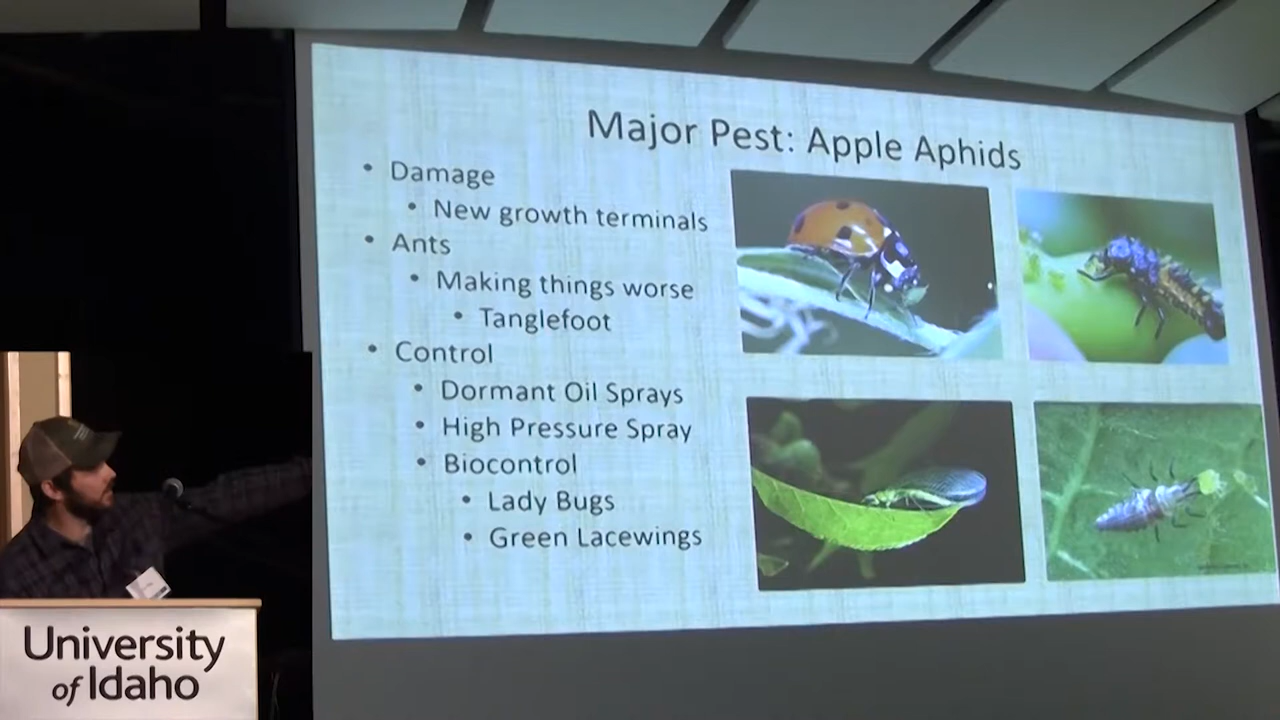 Major Pest: Apple Aphids
• Damage
• New growth terminals
• Ants
• Making things worse
• Tanglefoot
• Control
• Dormant Oil Sprays
• High Pressure Spray
• Biocontrol
• Lady Bugs
• Green Lacewings
University
of Idaho